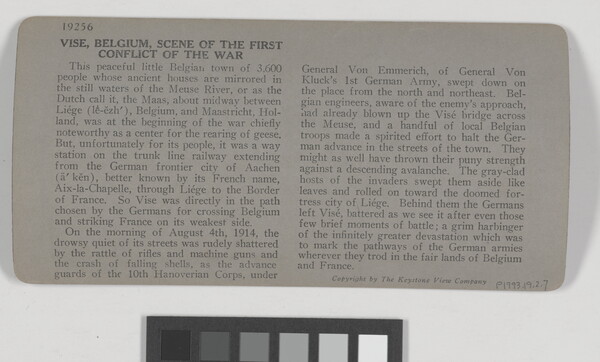 19256
VISE, BELGIUM, SCENE OF THE FIRST
CONFLICT OF THE WAR
This peaceful little Belgian town of 3,600
people whose ancient houses are mirrored in
the still waters of the Meuse River, or as the
Dutch call it, the Maas, about midway between
Liége (lê-ĕzh'), Belgium, and Maastricht, Hol-
land, was at the beginning of the war chiefly
noteworthy as a center for the rearing of geese.
But, unfortunately for its people, it was a way
station on the trunk line railway extending
from the German frontier city of Aachen
(ä'kĕn), better known by its French name,
Aix-la-Chapelle, through Liége to the Border
of France. So Vise was directly in the path
chosen by the Germans for crossing Belgium
and striking France on its weakest side.
On the morning of August 4th, 1914, the
drowsy quiet of its streets was rudely shattered
by the rattle of rifles and machine guns and
the crash of falling shells, as the advance
guards of the 10th Hanoverian Corps, under
General Von Emmerich, of General Von
Kluck's 1st German Army, swept down on
the place from the north and northeast. Bel-
gian engineers, aware of the enemy's approach,
had already blown up the Visé bridge across
the Meuse, and a handful of local Belgian
troops made a spirited effort to halt the Ger-
man advance in the streets of the town. They
might as well have thrown their puny strength
against a descending avalanche. The gray-clad
hosts of the invaders swept them aside like
leaves and rolled on toward the doomed for-
tress city of Liége. Behind them the Germans
left Visé, battered as we see it after even those
few brief moments of battle; a grim harbinger
of the infinitely greater devastation which was
to mark the pathways of the German armies
wherever they trod in the fair lands of Belgium
and France.
Copyright by The Keystone View Company
P1999.19.2.7